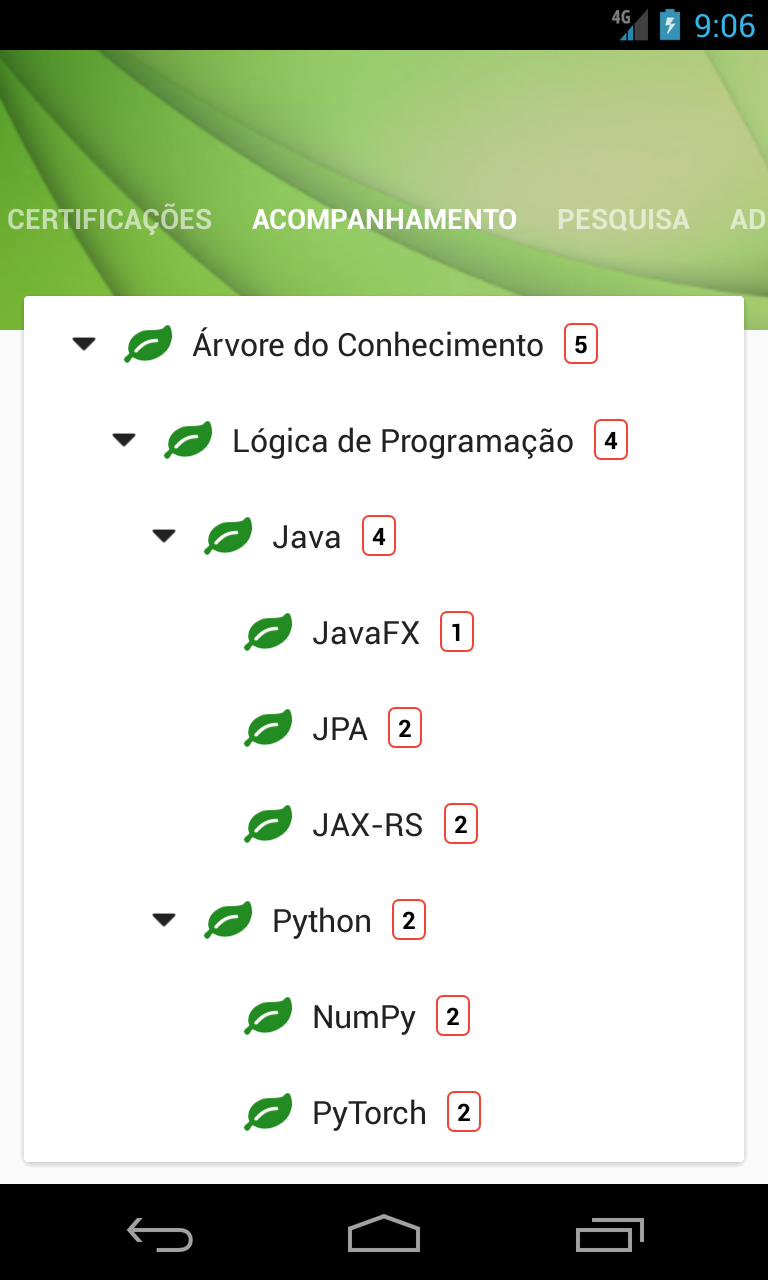 4G 9:06
CERTIFICAÇÕES ACOMPANHAMENTO PESQUISA AD
Árvore do Conhecimento 5
Lógica de Programação 4
Java 4
JavaFX 1
JPA 2
JAX-RS 2
Python 2
NumPy 2
PyTorch 2